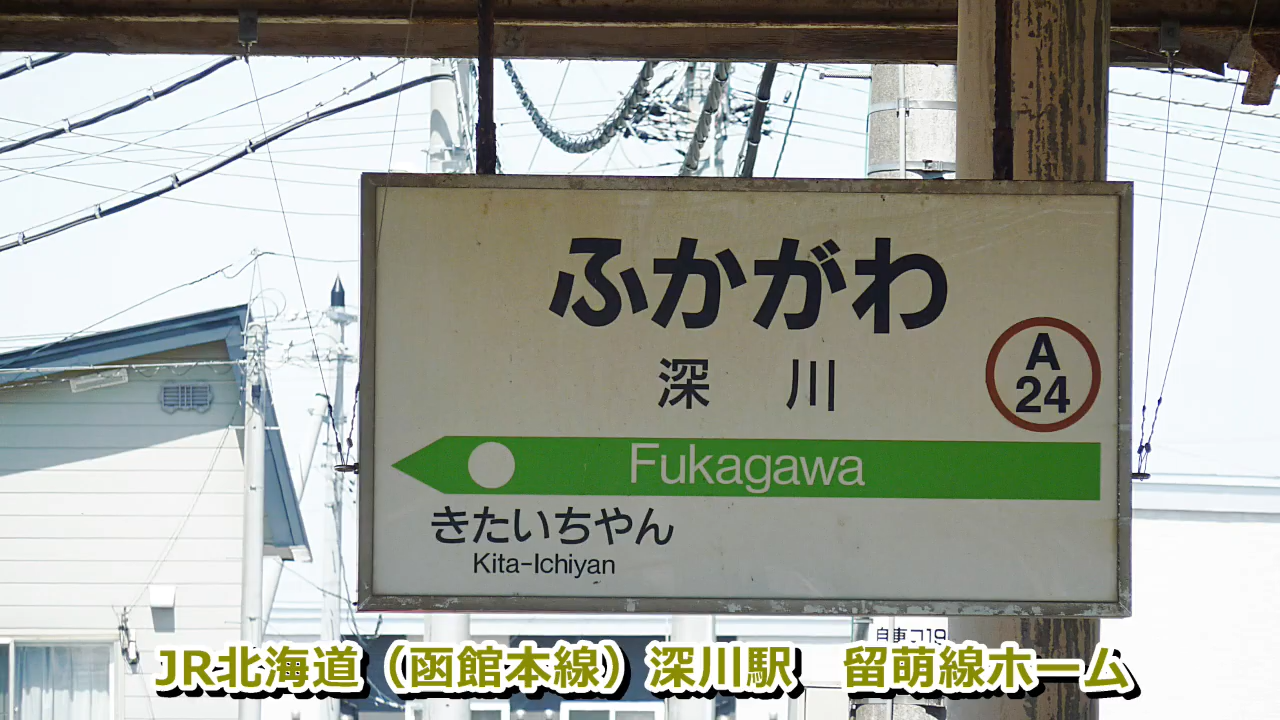 ふかがわ
深川
A
24
Fukagawa
きたいちやん
Kita-Ichiyan
JR北海道（函館本線）深川駅　留萌線ホーム